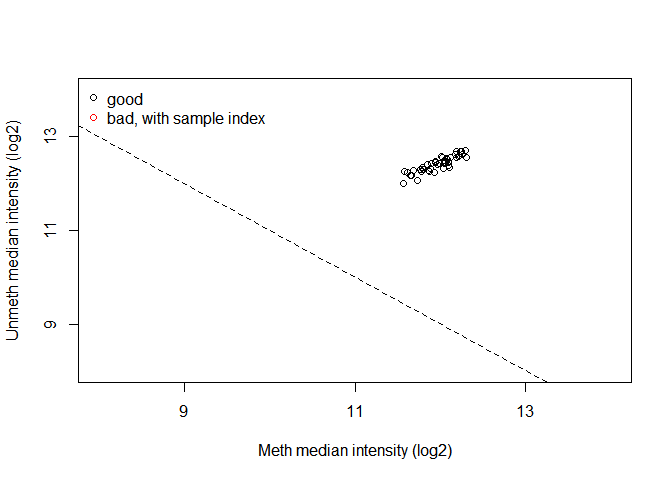 good
bad, with sample index
Unmeth median intensity (log2)
13
11
9
9
11
13
Meth median intensity (log2)